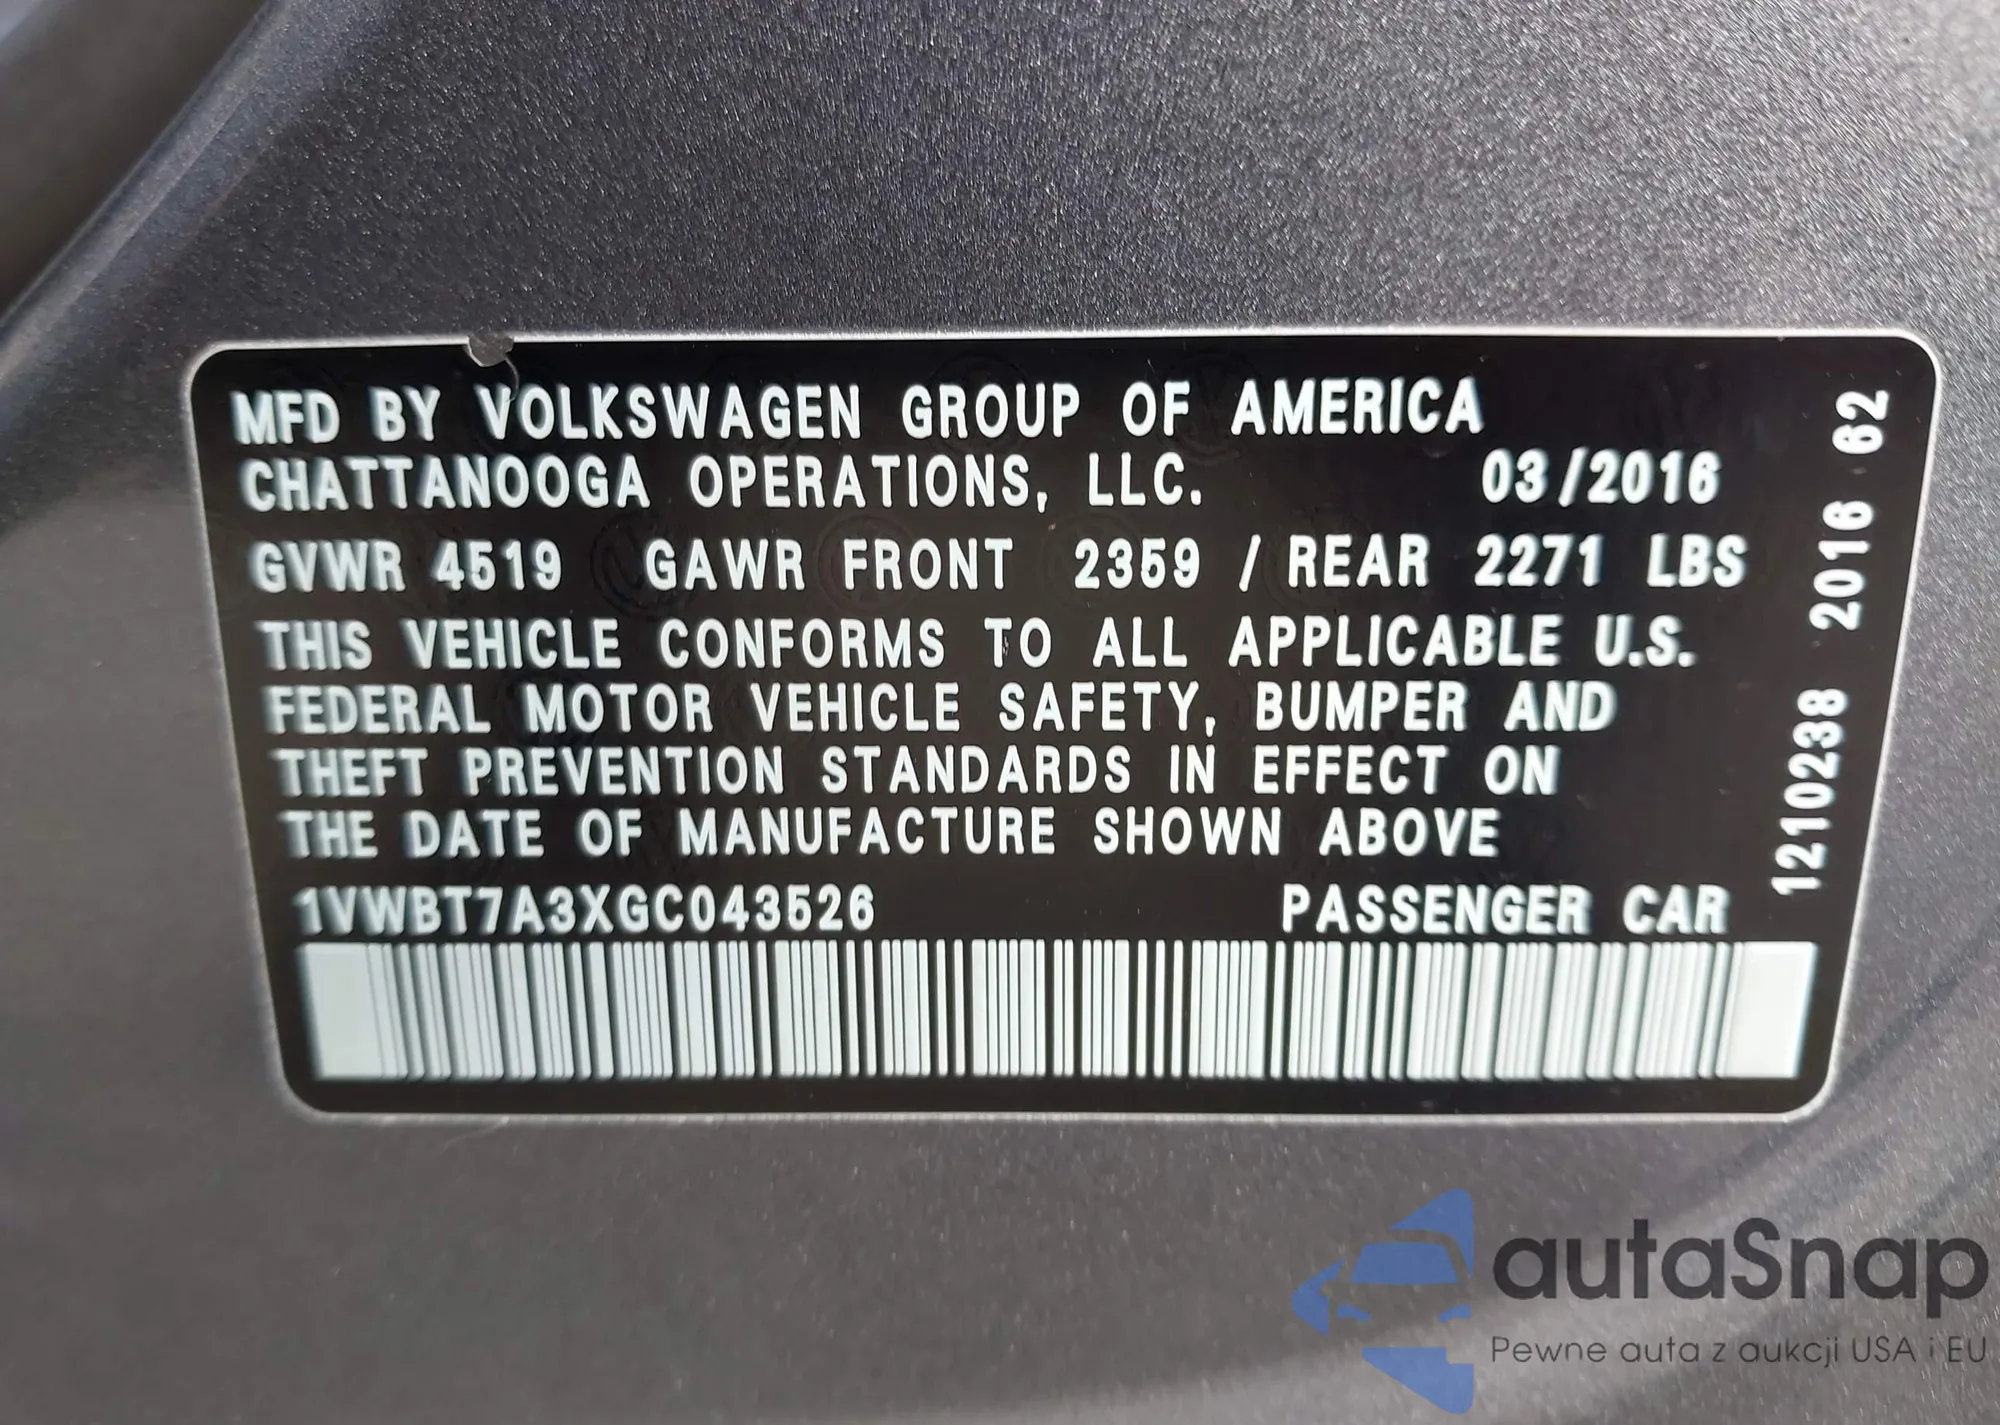 MFD BY VOLKSWAGEN GROUP OF AMERICA
CHATTANOOGA OPERATIONS, LLC. 03/2016
GVWR 4519 GAWR FRONT 2359 / REAR 2271 LBS
THIS VEHICLE CONFORMS TO ALL APPLICABLE U.S.
FEDERAL MOTOR VEHICLE SAFETY, BUMPER AND
THEFT PREVENTION STANDARDS IN EFFECT ON
THE DATE OF MANUFACTURE SHOWN ABOVE
1VWBT7A3XGC043526 PASSENGER CAR
1210238 2016 62
autaSnap
Pewne auta z aukcji USA i EU